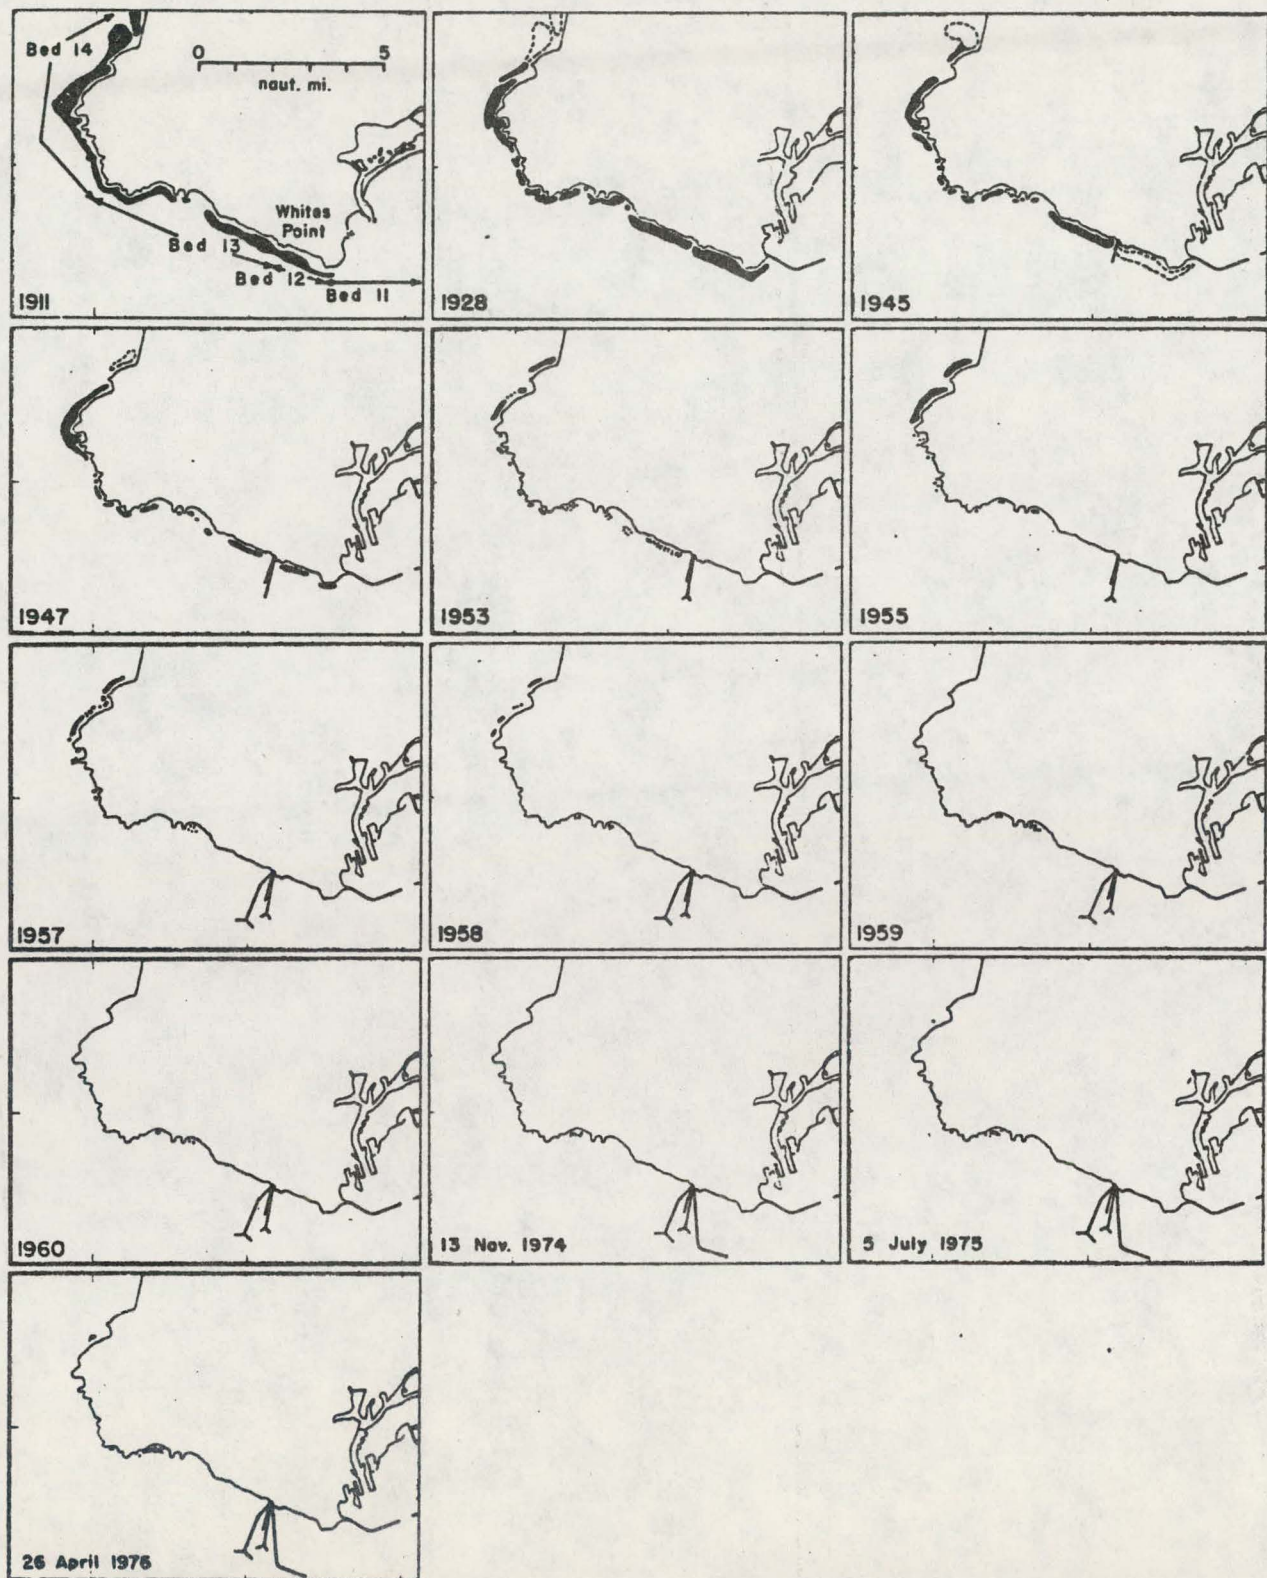 Bed 14
0 5
naut. mi.
Whites
Point
Bed 13
Bed 12
Bed 11
1911
1928
1945
1947
1953
1955
1957
1958
1959
1960
13 Nov. 1974
5 July 1975
26 April 1976